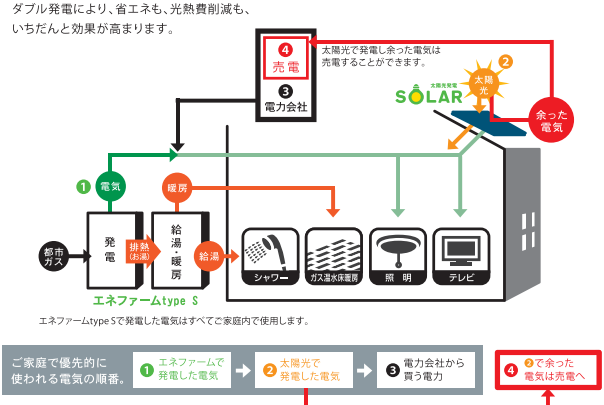 ダブル発電により、省エネも、光熱費削減も、
いちだんと効果が高まります。
4
売電
3
電力会社
太陽光で発電し余った電気は
売電することができます。
2
太陽
光
太陽光発電
SOLAR
余った
電気
1
電気
暖房
都市
ガス
発電
排熱
(お湯)
給湯・暖房
給湯
シャワー
ガス温水床暖房
照明
テレビ
エネファームtype S
エネファームtype Sで発電した電気はすべてご家庭内で使用します。
ご家庭で優先的に
使われる電気の順番。
1 エネファームで
発電した電気
2 太陽光で
発電した電気
3 電力会社から
買う電力
4 2で余った
電気は売電へ